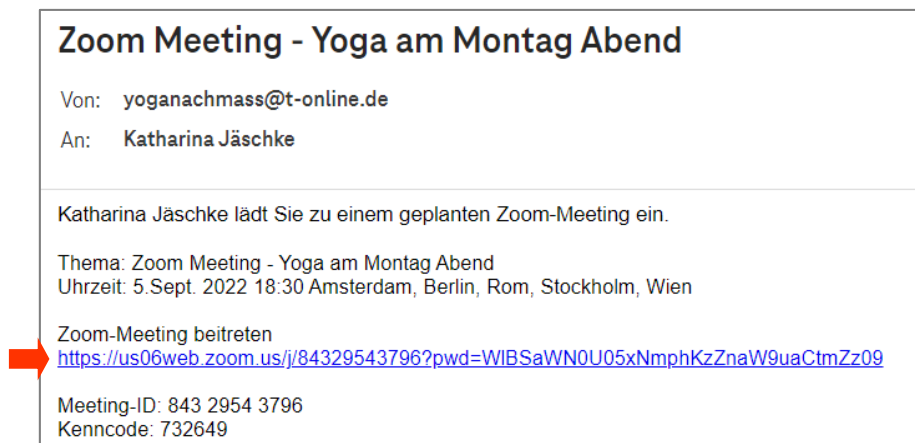 Zoom Meeting - Yoga am Montag Abend
Von: yoganachmass@t-online.de
An: Katharina Jäschke
Katharina Jäschke lädt Sie zu einem geplanten Zoom-Meeting ein.
Thema: Zoom Meeting - Yoga am Montag Abend
Uhrzeit: 5.Sept. 2022 18:30 Amsterdam, Berlin, Rom, Stockholm, Wien
Zoom-Meeting beitreten
https://us06web.zoom.us/j/84329543796?pwd=WlBSaWN0U05xNmphKzZnaW9uaCtmZz09
Meeting-ID: 843 2954 3796
Kenncode: 732649